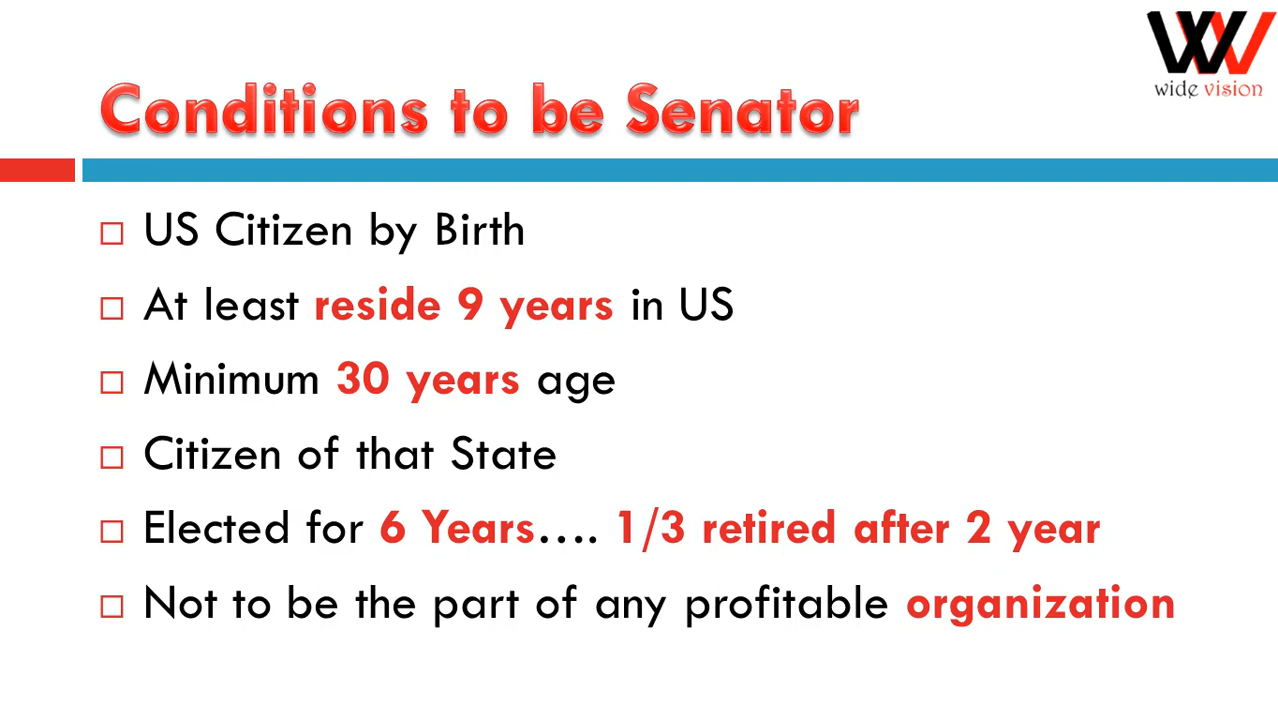 wide vision
Conditions to be Senator
US Citizen by Birth
At least reside 9 years in US
Minimum 30 years age
Citizen of that State
Elected for 6 Years.... 1/3 retired after 2 year
Not to be the part of any profitable organization